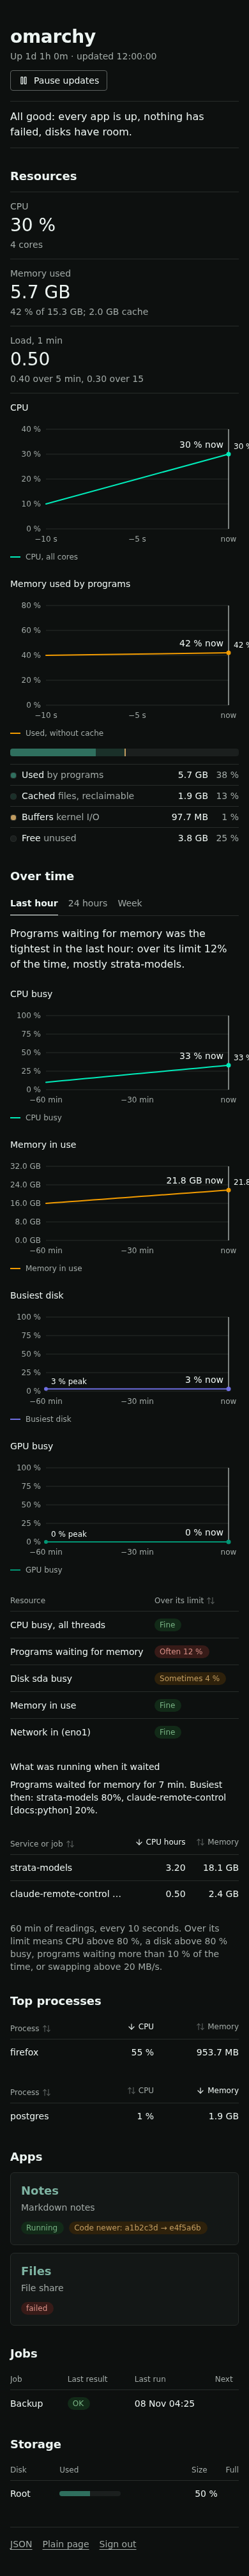 omarchy
Up 1d 1h 0m · updated 12:00:00
Pause updates
All good: every app is up, nothing has
failed, disks have room.
Resources
CPU
30 %
4 cores
Memory used
5.7 GB
42 % of 15.3 GB; 2.0 GB cache
Load, 1 min
0.50
0.40 over 5 min, 0.30 over 15
CPU
40 %
30 % now
30 %
30 %
20 %
10 %
0 %
−10 s −5 s now
CPU, all cores
Memory used by programs
80 %
60 %
42 % now
42 %
40 %
20 %
0 %
−10 s −5 s now
Used, without cache
Used by programs 5.7 GB 38 %
Cached files, reclaimable 1.9 GB 13 %
Buffers kernel I/O 97.7 MB 1 %
Free unused 3.8 GB 25 %
Over time
Last hour 24 hours Week
Programs waiting for memory was the
tightest in the last hour: over its limit 12%
of the time, mostly strata-models.
CPU busy
100 %
75 %
50 %
33 % now
33 %
25 %
0 %
−60 min −30 min now
CPU busy
Memory in use
32.0 GB
24.0 GB
21.8 GB now
21.8
16.0 GB
8.0 GB
0.0 GB
−60 min −30 min now
Memory in use
Busiest disk
100 %
75 %
50 %
25 %
3 % peak
3 % now
0 %
−60 min −30 min now
Busiest disk
GPU busy
100 %
75 %
50 %
25 %
0 % peak
0 % now
0 %
−60 min −30 min now
GPU busy
Resource Over its limit
CPU busy, all threads Fine
Programs waiting for memory Often 12 %
Disk sda busy Sometimes 4 %
Memory in use Fine
Network in (eno1) Fine
What was running when it waited
Programs waited for memory for 7 min. Busiest
then: strata-models 80%, claude-remote-control
[docs:python] 20%.
Service or job CPU hours Memory
strata-models 3.20 18.1 GB
claude-remote-control … 0.50 2.4 GB
60 min of readings, every 10 seconds. Over its
limit means CPU above 80 %, a disk above 80 %
busy, programs waiting more than 10 % of the
time, or swapping above 20 MB/s.
Top processes
Process CPU Memory
firefox 55 % 953.7 MB
Process CPU Memory
postgres 1 % 1.9 GB
Apps
Notes
Markdown notes
Running Code newer: a1b2c3d → e4f5a6b
Files
File share
failed
Jobs
Job Last result Last run Next
Backup OK 08 Nov 04:25
Storage
Disk Used Size Full
Root 50 %
JSON Plain page Sign out